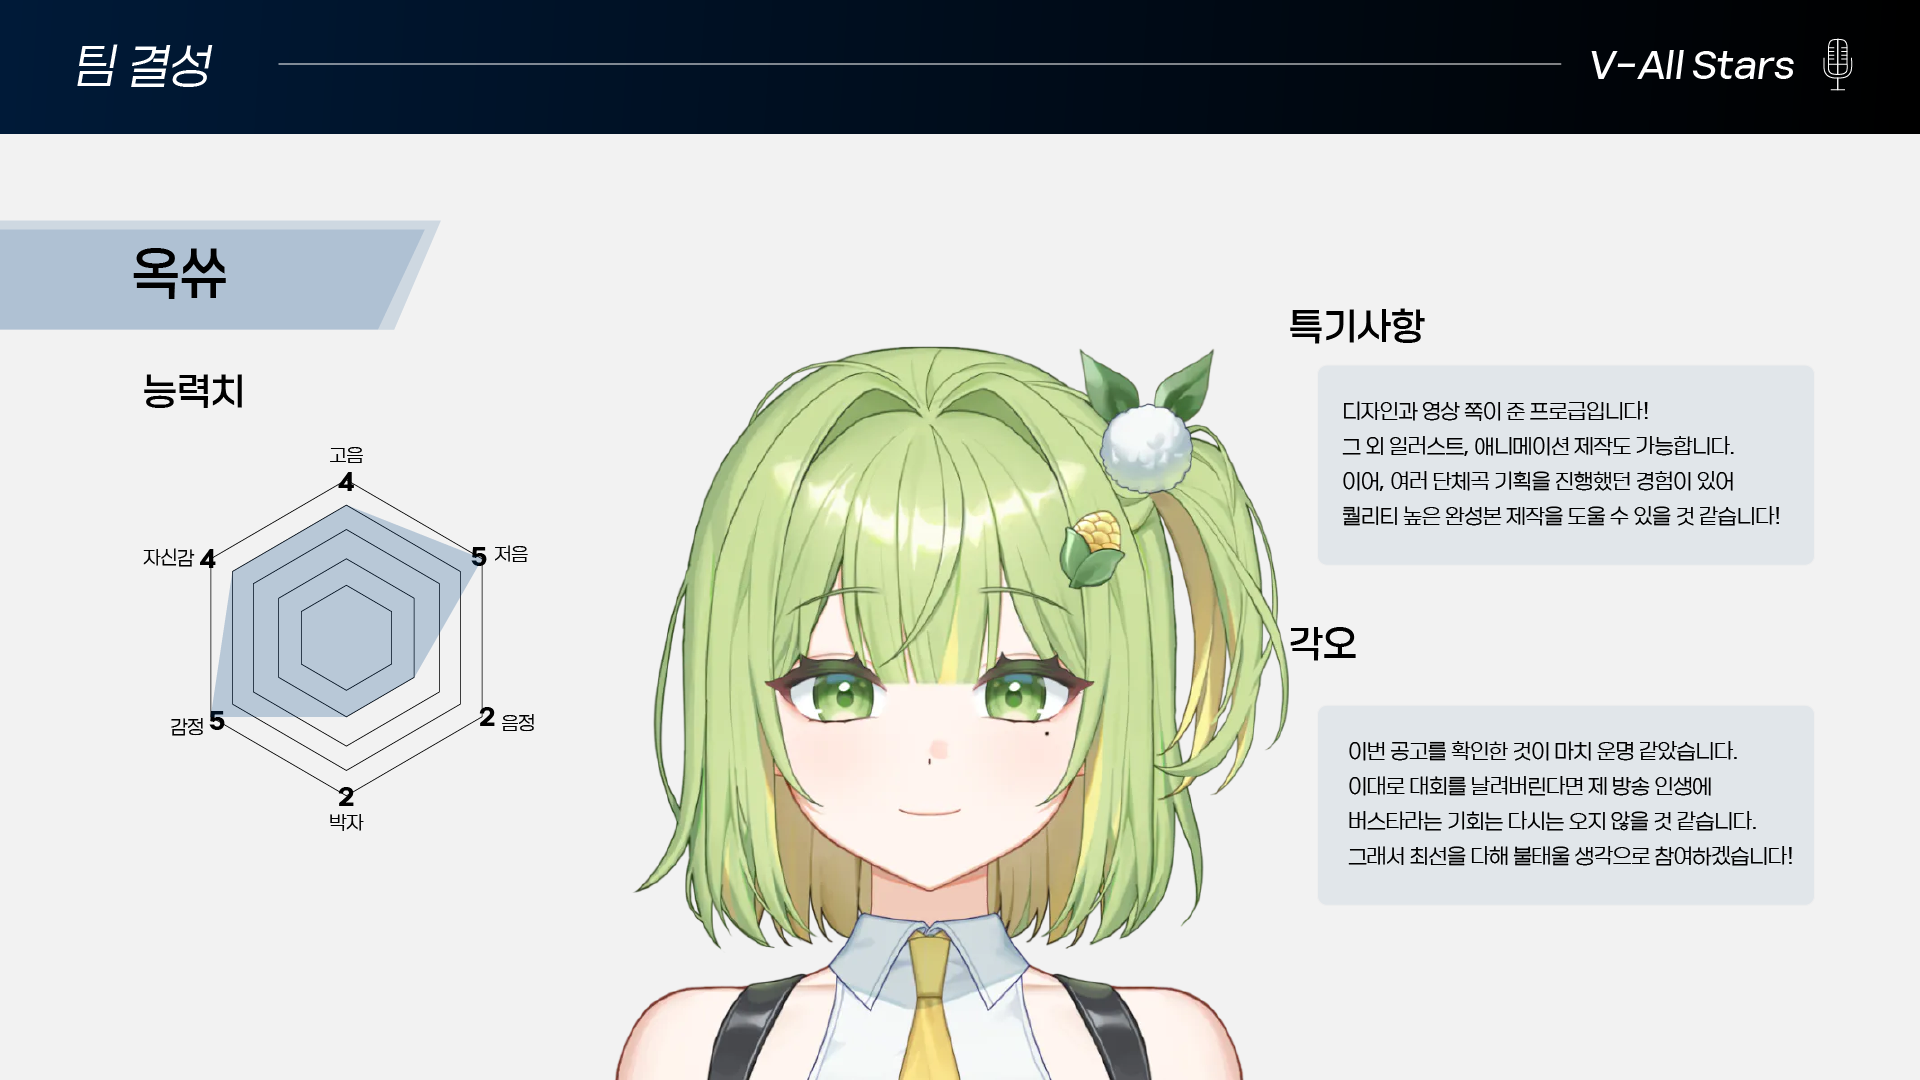 팀 결성
V-All Stars
옥쓔
능력치
고음
4
자신감 4
5 저음
감정 5
2 음정
2
박자
특기사항
디자인과 영상 쪽이 준 프로급입니다!
그 외 일러스트, 애니메이션 제작도 가능합니다.
이어, 여러 단체곡 기획을 진행했던 경험이 있어
퀄리티 높은 완성본 제작을 도울 수 있을 것 같습니다!
각오
이번 공고를 확인한 것이 마치 운명 같았습니다.
이대로 대회를 날려버린다면 제 방송 인생에
버스타라는 기회는 다시는 오지 않을 것 같습니다.
그래서 최선을 다해 불태울 생각으로 참여하겠습니다!